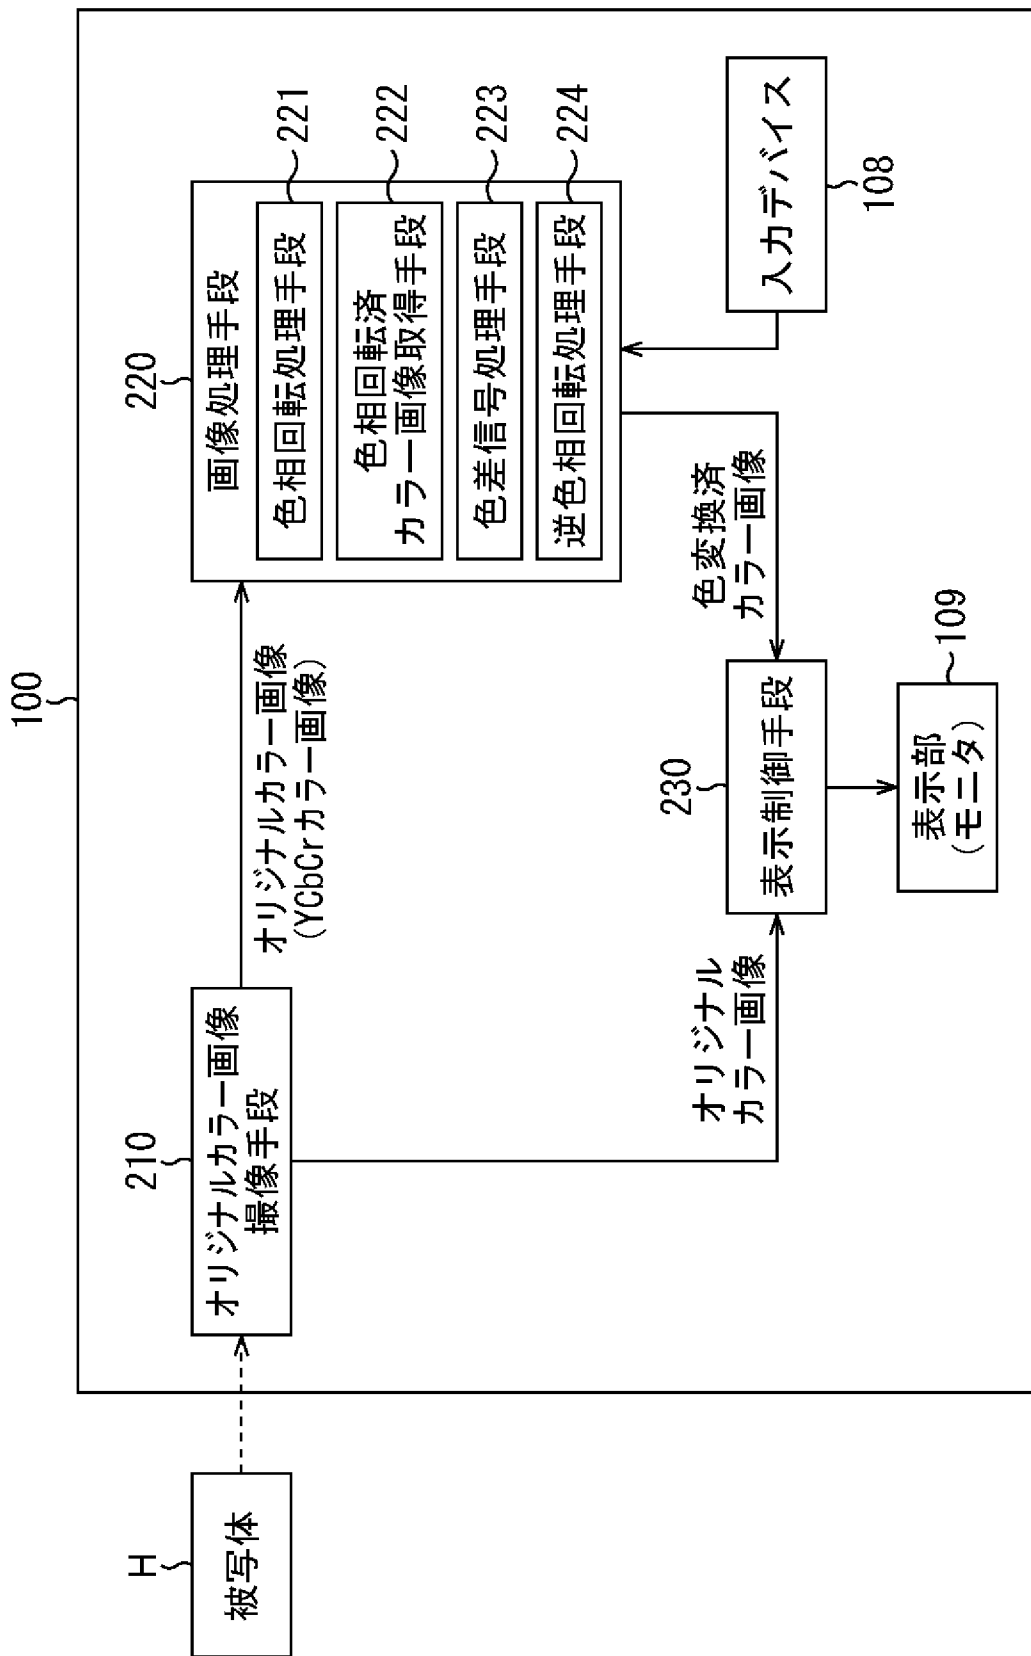 100
H
被写体
210
オリジナルカラー画像
撮像手段
オリジナルカラー画像
(YCbCrカラー画像)
220
画像処理手段
色相回転処理手段
221
色相回転済
カラー画像取得手段
222
色差信号処理手段
223
逆色相回転処理手段
224
オリジナル
カラー画像
230
表示制御手段
色変換済
カラー画像
入力デバイス
108
表示部
(モニタ)
109